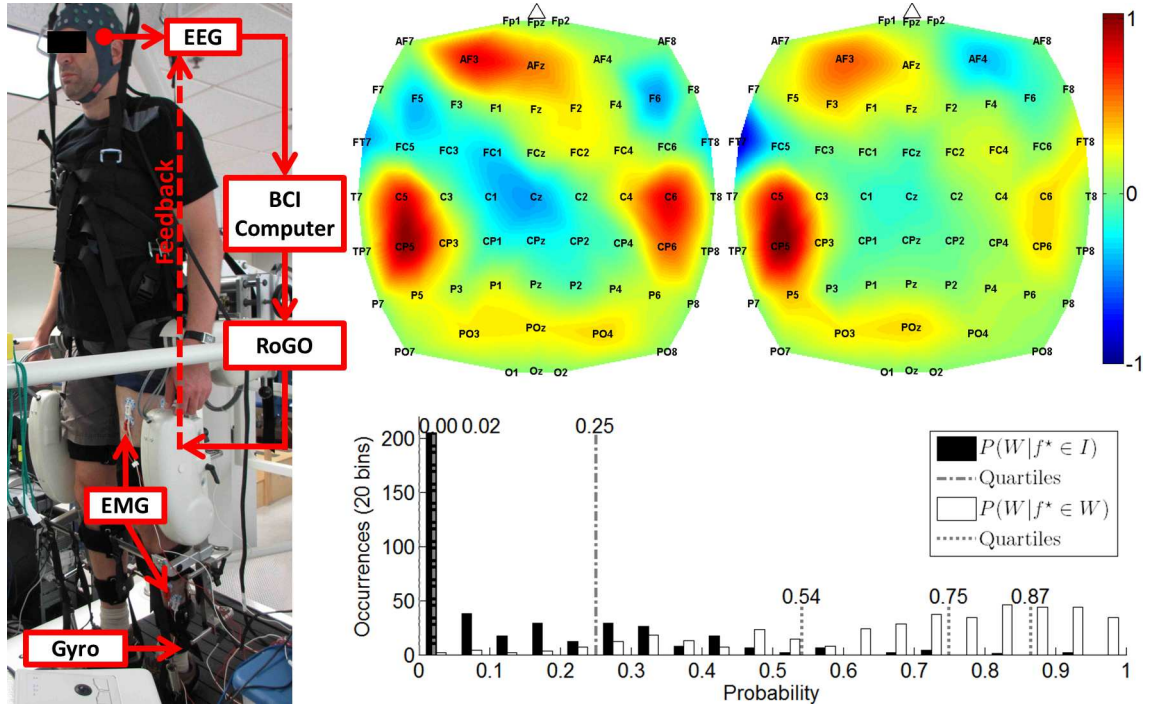 EEG
Feedback
BCI
Computer
RoGO
EMG
Gyro
Fp1 Fpz Fp2
AF7 AF8
AF3 AFz AF4
F7 F5 F3 F1 Fz F2 F4 F6 F8
FT7 FC5 FC3 FC1 FCz FC2 FC4 FC6 FT8
T7 C5 C3 C1 Cz C2 C4 C6 T8
TP7 CP5 CP3 CP1 CPz CP2 CP4 CP6 TP8
P7 P5 P3 P1 Pz P2 P4 P6 P8
PO3 POz PO4
PO7 PO8
O1 Oz O2
Fp1 Fpz Fp2
AF7 AF8
AF3 AFz AF4
F7 F5 F3 F1 Fz F2 F4 F6 F8
FT7 FC5 FC3 FC1 FCz FC2 FC4 FC6 FT8
T7 C5 C3 C1 Cz C2 C4 C6 T8
TP7 CP5 CP3 CP1 CPz CP2 CP4 CP6 TP8
P7 P5 P3 P1 Pz P2 P4 P6 P8
PO3 POz PO4
PO7 PO8
O1 Oz O2
1
0
-1
Occurrences (20 bins)
200
150
100
50
0
0.00 0.02 0.25
0.54 0.75 0.87
P(W|f⋆ ∈ I)
Quartiles
P(W|f⋆ ∈ W)
Quartiles
0 0.1 0.2 0.3 0.4 0.5 0.6 0.7 0.8 0.9 1
Probability